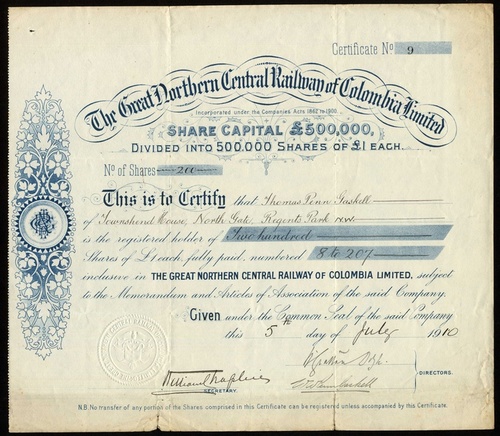 Certificate No 9
The Great Northern Central Railway of Colombia Limited
Incorporated under the Companies Acts 1862 to 1900.
SHARE CAPITAL £500,000,
DIVIDED INTO 500,000 SHARES OF £1 EACH.
No of Shares 200
This is to Certify that Thomas Penn Gaskell
of Townshend House, North Gate, Regents Park N.W.
is the registered holder of Two hundred
Shares of £1 each, fully paid, numbered 8 to 207
inclusive in THE GREAT NORTHERN CENTRAL RAILWAY OF COLOMBIA LIMITED, subject
to the Memorandum and Articles of Association of the said Company.
Given under the Common Seal of the said Company
this 5th day of July 1910
DIRECTORS.
SECRETARY.
N.B. No transfer of any portion of the Shares comprised in this Certificate can be registered unless accompanied by this Certificate.